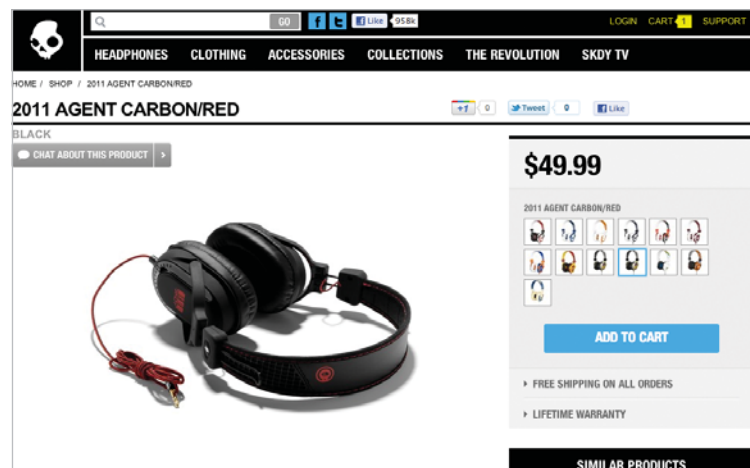 GO
f
Like
958k
LOGIN CART 1 SUPPORT
HEADPHONES CLOTHING ACCESSORIES COLLECTIONS THE REVOLUTION SKDY TV
HOME / SHOP / 2011 AGENT CARBON/RED
2011 AGENT CARBON/RED
+1 0 Tweet 0 Like
BLACK
CHAT ABOUT THIS PRODUCT
$49.99
2011 AGENT CARBON/RED
ADD TO CART
FREE SHIPPING ON ALL ORDERS
LIFETIME WARRANTY
SIMILAR PRODUCTS